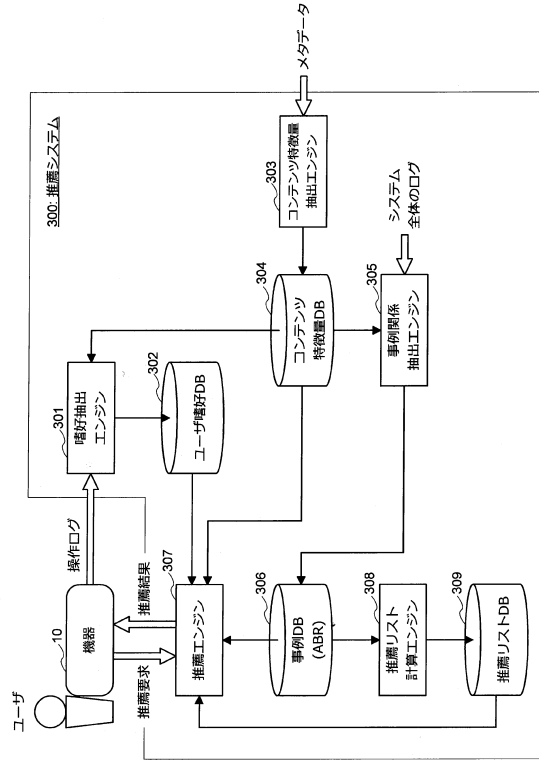 ユーザ
10
機器
操作ログ
推薦要求
推薦結果
300: 推薦システム
301
嗜好抽出
エンジン
302
ユーザ嗜好DB
303
コンテンツ特徴量
抽出エンジン
メタデータ
304
コンテンツ
特徴量DB
305
事例関係
抽出エンジン
システム
全体のログ
307
推薦エンジン
306
事例DB
(ABR)
308
推薦リスト
計算エンジン
309
推薦リストDB